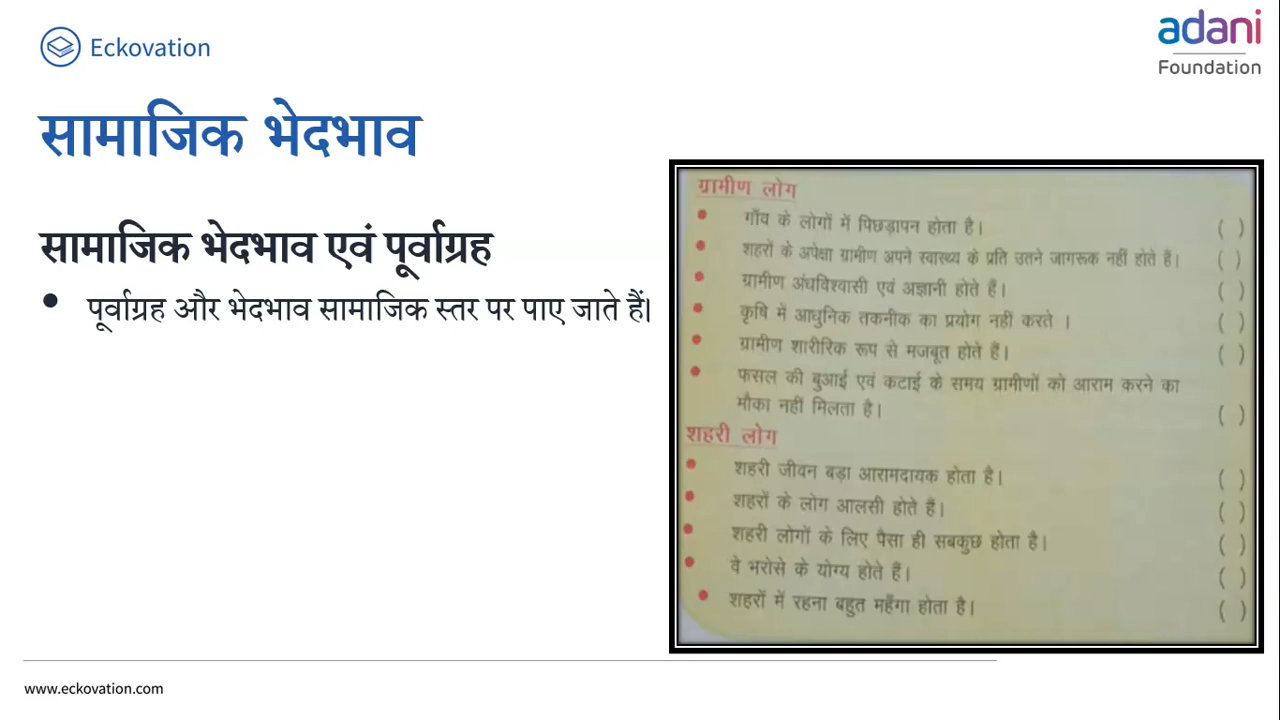 Eckovation
adani
Foundation
सामाजिक भेदभाव
सामाजिक भेदभाव एवं पूर्वाग्रह
• पूर्वाग्रह और भेदभाव सामाजिक स्तर पर पाए जाते हैं।
ग्रामीण लोग
• गाँव के लोगों में पिछड़ापन होता है। ( )
• शहरों के अपेक्षा ग्रामीण अपने स्वास्थ्य के प्रति उतने जागरूक नहीं होते हैं। ( )
• ग्रामीण अंधविश्वासी एवं अज्ञानी होते हैं। ( )
• कृषि में आधुनिक तकनीक का प्रयोग नहीं करते । ( )
• ग्रामीण शारीरिक रूप से मजबूत होते हैं। ( )
• फसल की बुआई एवं कटाई के समय ग्रामीणों को आराम करने का
मौका नहीं मिलता है। ( )
शहरी लोग
• शहरी जीवन बड़ा आरामदायक होता है। ( )
• शहरों के लोग आलसी होते हैं। ( )
• शहरी लोगों के लिए पैसा ही सबकुछ होता है। ( )
• वे भरोसे के योग्य होते हैं। ( )
• शहरों में रहना बहुत महँगा होता है। ( )
www.eckovation.com